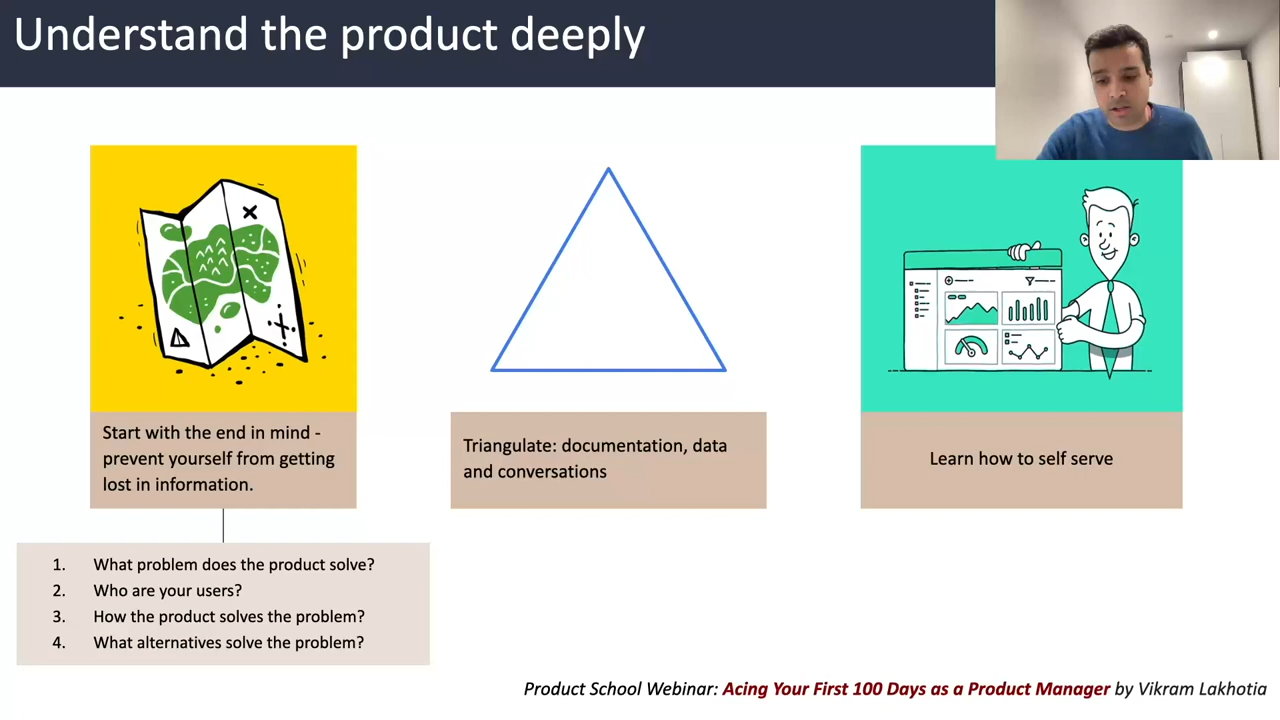 Understand the product deeply
Start with the end in mind -
prevent yourself from getting
lost in information.
Triangulate: documentation, data
and conversations
Learn how to self serve
1. What problem does the product solve?
2. Who are your users?
3. How the product solves the problem?
4. What alternatives solve the problem?
Product School Webinar: Acing Your First 100 Days as a Product Manager by Vikram Lakhotia